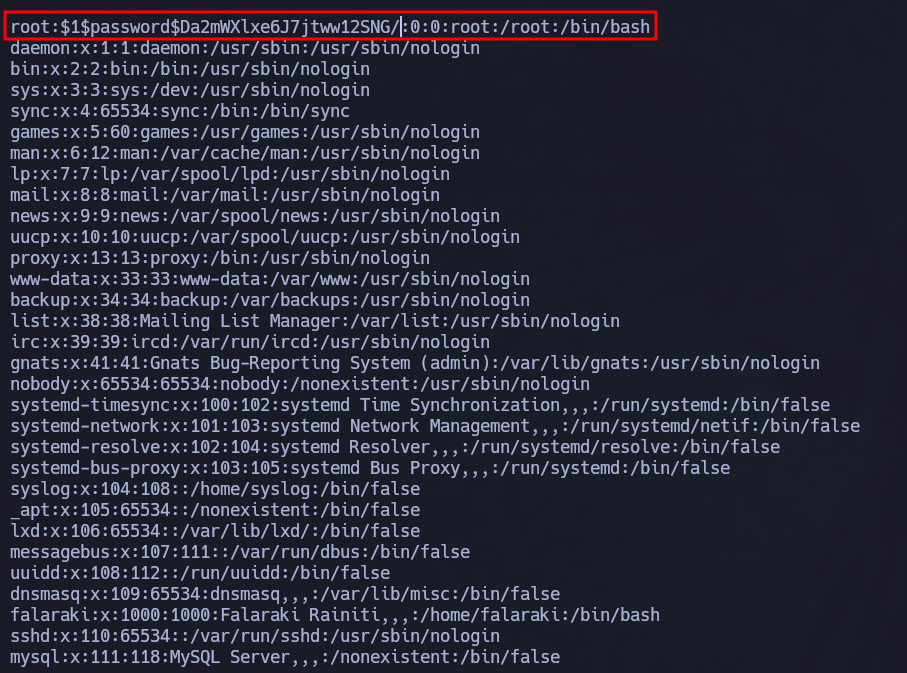 root:$1$password$Da2mWXlxe6J7jtww12SNG/:0:0:root:/root:/bin/bash
daemon:x:1:1:daemon:/usr/sbin:/usr/sbin/nologin
bin:x:2:2:bin:/bin:/usr/sbin/nologin
sys:x:3:3:sys:/dev:/usr/sbin/nologin
sync:x:4:65534:sync:/bin:/bin/sync
games:x:5:60:games:/usr/games:/usr/sbin/nologin
man:x:6:12:man:/var/cache/man:/usr/sbin/nologin
lp:x:7:7:lp:/var/spool/lpd:/usr/sbin/nologin
mail:x:8:8:mail:/var/mail:/usr/sbin/nologin
news:x:9:9:news:/var/spool/news:/usr/sbin/nologin
uucp:x:10:10:uucp:/var/spool/uucp:/usr/sbin/nologin
proxy:x:13:13:proxy:/bin:/usr/sbin/nologin
www-data:x:33:33:www-data:/var/www:/usr/sbin/nologin
backup:x:34:34:backup:/var/backups:/usr/sbin/nologin
list:x:38:38:Mailing List Manager:/var/list:/usr/sbin/nologin
irc:x:39:39:ircd:/var/run/ircd:/usr/sbin/nologin
gnats:x:41:41:Gnats Bug-Reporting System (admin):/var/lib/gnats:/usr/sbin/nologin
nobody:x:65534:65534:nobody:/nonexistent:/usr/sbin/nologin
systemd-timesync:x:100:102:systemd Time Synchronization,,,:/run/systemd:/bin/false
systemd-network:x:101:103:systemd Network Management,,,:/run/systemd/netif:/bin/false
systemd-resolve:x:102:104:systemd Resolver,,,:/run/systemd/resolve:/bin/false
systemd-bus-proxy:x:103:105:systemd Bus Proxy,,,:/run/systemd:/bin/false
syslog:x:104:108::/home/syslog:/bin/false
_apt:x:105:65534::/nonexistent:/bin/false
lxd:x:106:65534::/var/lib/lxd/:/bin/false
messagebus:x:107:111::/var/run/dbus:/bin/false
uuidd:x:108:112::/run/uuidd:/bin/false
dnsmasq:x:109:65534:dnsmasq,,,:/var/lib/misc:/bin/false
falaraki:x:1000:1000:Falaraki Rainiti,,,:/home/falaraki:/bin/bash
sshd:x:110:65534::/var/run/sshd:/usr/sbin/nologin
mysql:x:111:118:MySQL Server,,,:/nonexistent:/bin/false